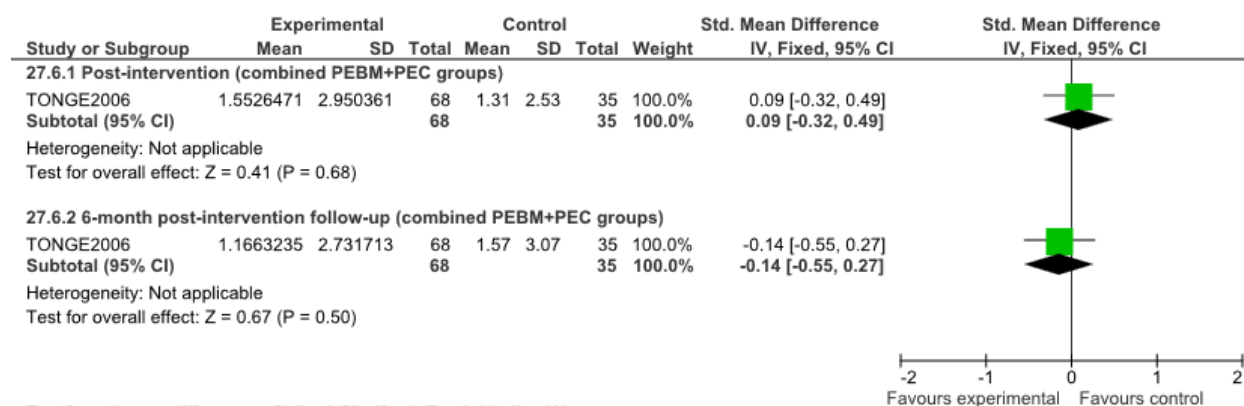 Experimental Control Std. Mean Difference Std. Mean Difference
Study or Subgroup Mean SD Total Mean SD Total Weight IV, Fixed, 95% CI IV, Fixed, 95% CI
27.6.1 Post-intervention (combined PEBM+PEC groups)
TONGE2006 1.5526471 2.950361 68 1.31 2.53 35 100.0% 0.09 [-0.32, 0.49]
Subtotal (95% CI) 68 35 100.0% 0.09 [-0.32, 0.49]
Heterogeneity: Not applicable
Test for overall effect: Z = 0.41 (P = 0.68)
27.6.2 6-month post-intervention follow-up (combined PEBM+PEC groups)
TONGE2006 1.1663235 2.731713 68 1.57 3.07 35 100.0% -0.14 [-0.55, 0.27]
Subtotal (95% CI) 68 35 100.0% -0.14 [-0.55, 0.27]
Heterogeneity: Not applicable
Test for overall effect: Z = 0.67 (P = 0.50)
-2 -1 0 1 2
Favours experimental Favours control